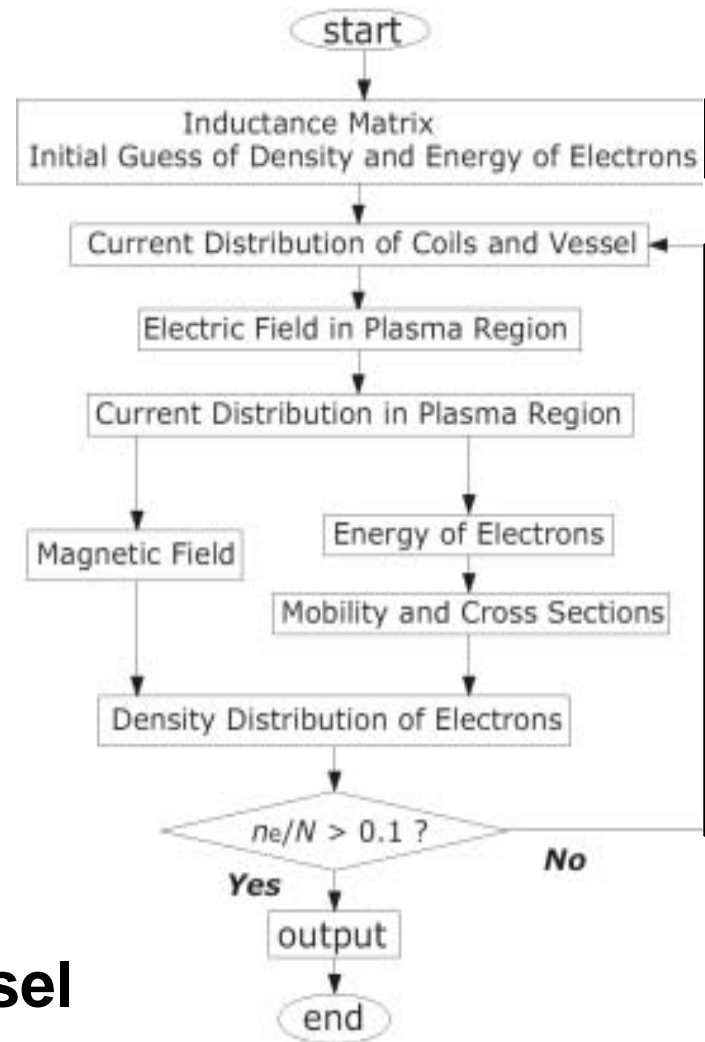 start
Inductance Matrix
Initial Guess of Density and Energy of Electrons
Current Distribution of Coils and Vessel
Electric Field in Plasma Region
Current Distribution in Plasma Region
Magnetic Field
Energy of Electrons
Mobility and Cross Sections
Density Distribution of Electrons
ne/N > 0.1 ?
No
Yes
output
sel
end